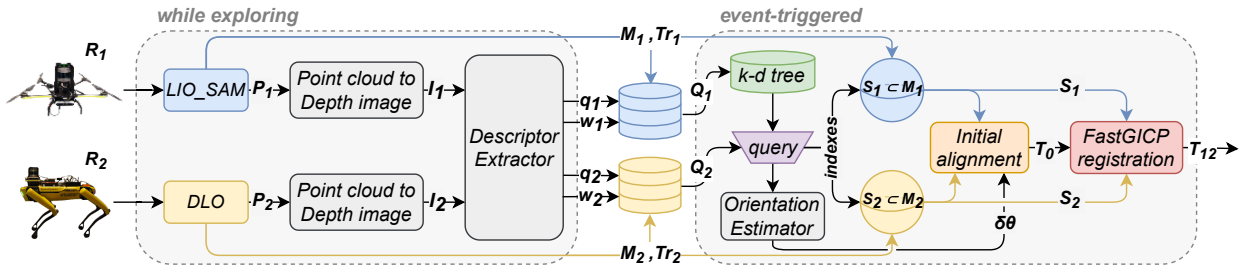 while exploring
event-triggered
R1
M1 ,Tr1
LIO_SAM
P1
Point cloud to
Depth image
I1
Descriptor
Extractor
q1
w1
Q1
k-d tree
S1 ⊂ M1
S1
query
indexes
Initial
alignment
T0
FastGICP
registration
T12
R2
DLO
P2
Point cloud to
Depth image
I2
q2
w2
Q2
Orientation
Estimator
S2 ⊂ M2
S2
δθ
M2 ,Tr2